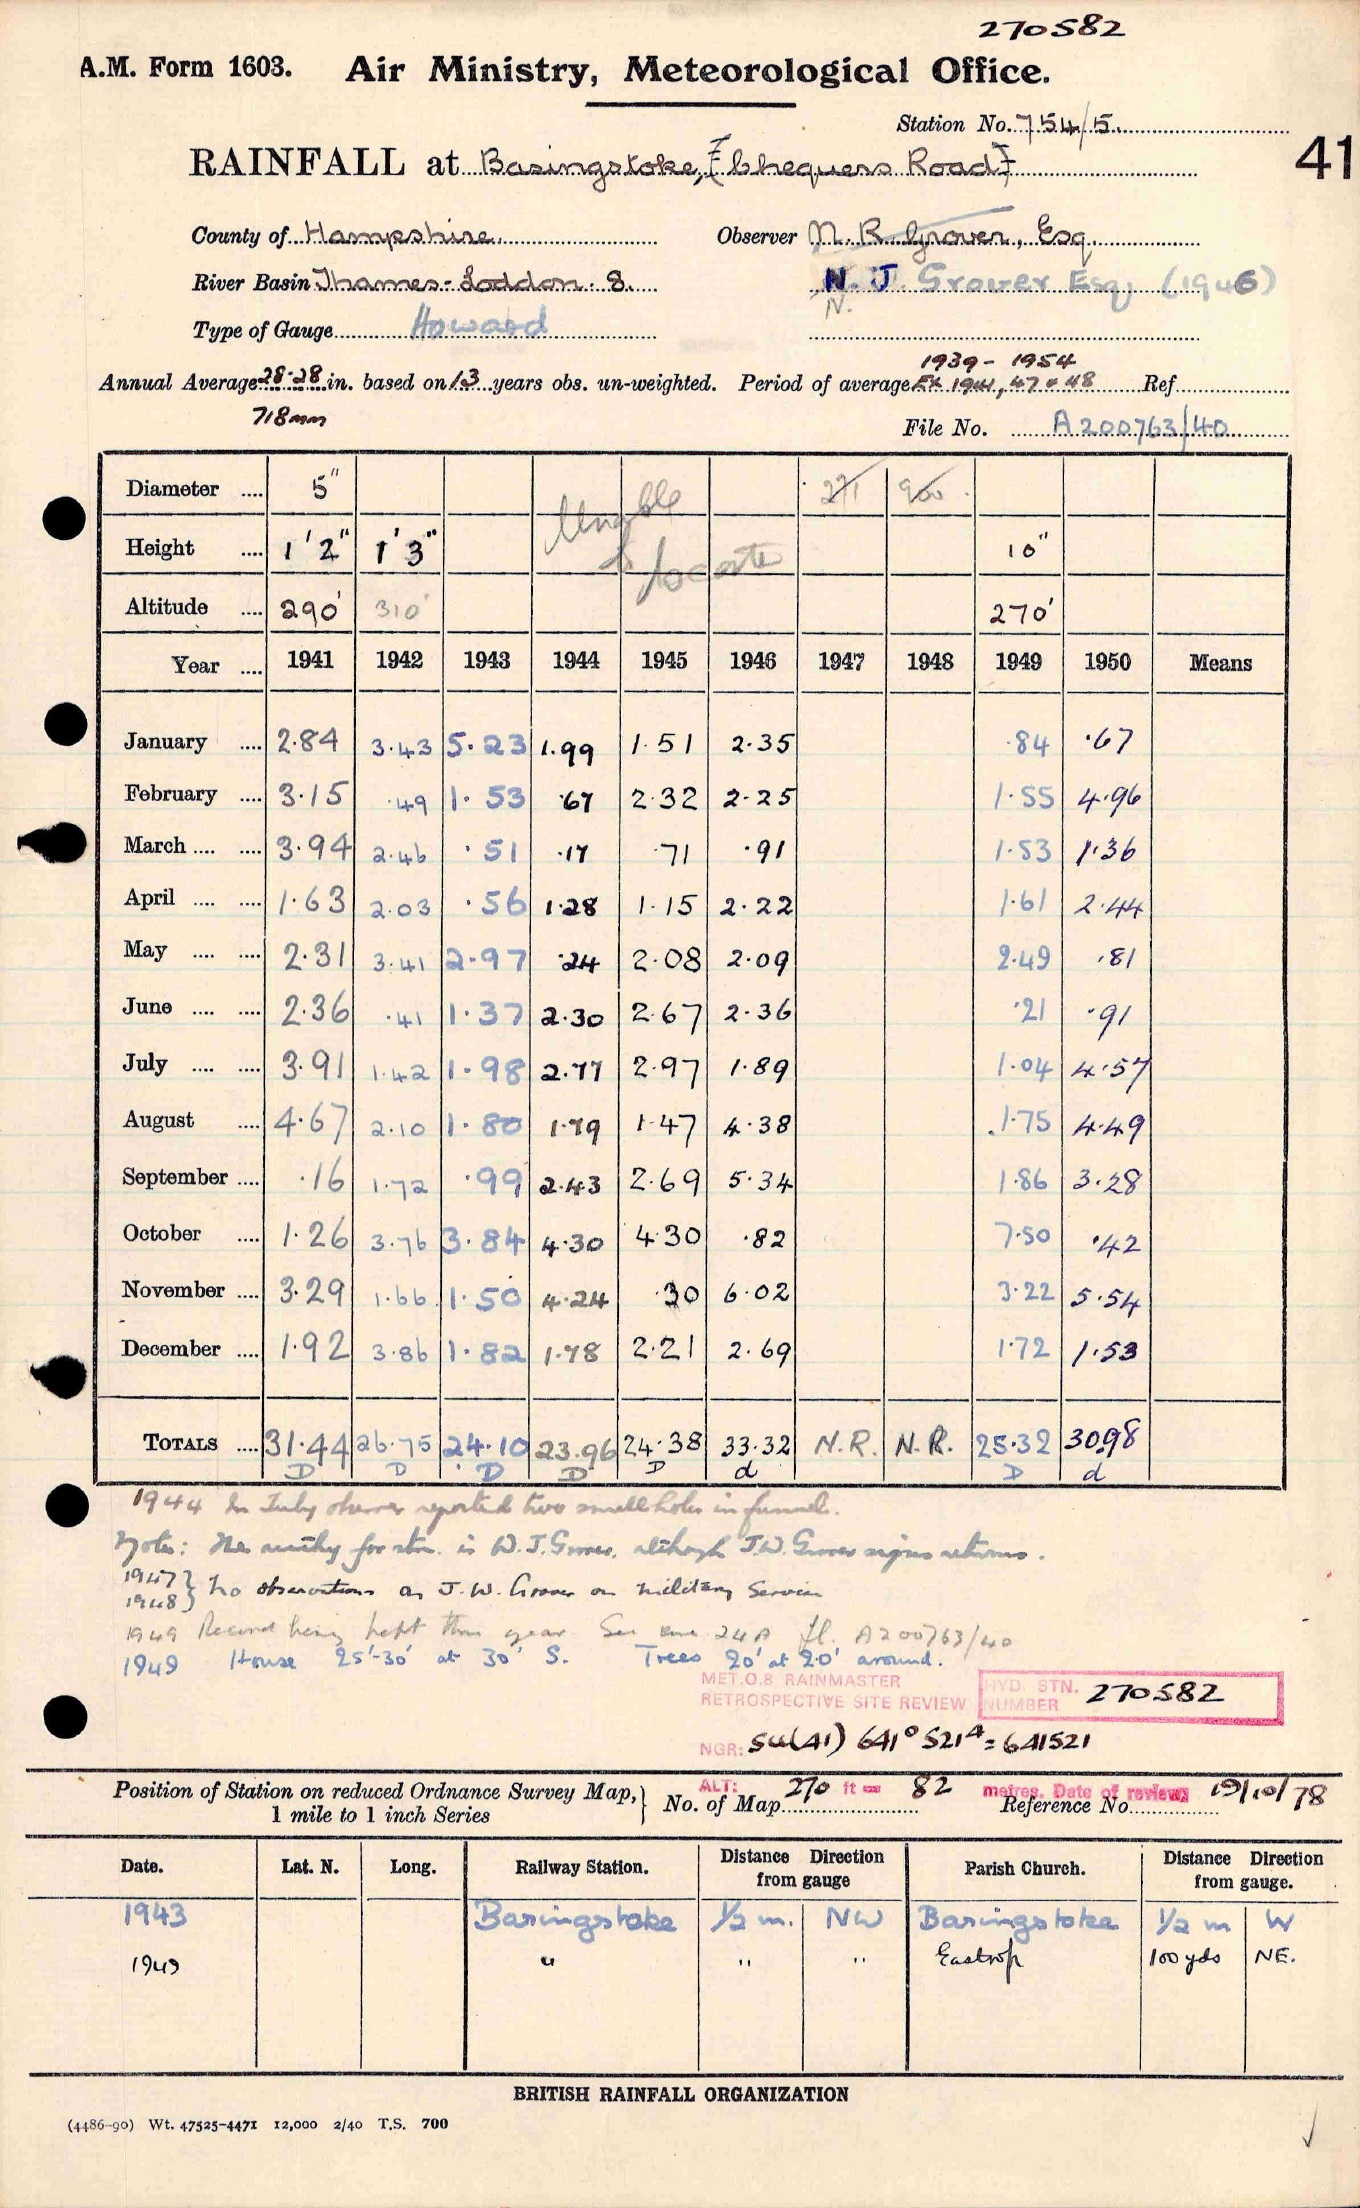 270582
A.M. Form 1603. Air Ministry, Meteorological Office.
Station No. 754/5.
41
RAINFALL at Basingstoke, [Chequers Road]
County of Hampshire. Observer N. R. Grover, Esq.
River Basin Thames-Loddon. 8. N. J. Grover Esq. (1946)
N.
Type of Gauge Howard
1939 - 1954
Annual Average 28.28 in. based on 13 years obs. un-weighted. Period of average Ex 1941, 47 & 48 Ref
718mm
File No. A200763/40
Diameter .... 5" 271 900
Unable to locate
Height .... 1'2" 1'3" 10"
Altitude .... 290' 310' 270'
Year .... 1941 1942 1943 1944 1945 1946 1947 1948 1949 1950 Means
January .... 2.84 3.43 5.23 1.99 1.51 2.35 .84 .67
February .... 3.15 .49 1.53 .67 2.32 2.25 1.55 4.96
March .... .... 3.94 2.46 .51 .17 .71 .91 1.53 1.36
April .... .... 1.63 2.03 .56 1.28 1.15 2.22 1.61 2.44
May .... .... 2.31 3.41 2.97 .24 2.08 2.09 2.49 .81
June .... .... 2.36 .41 1.37 2.30 2.67 2.36 .21 .91
July .... .... 3.91 1.42 1.98 2.77 2.97 1.89 1.04 4.57
August .... 4.67 2.10 1.80 1.79 1.47 4.38 1.75 4.49
September .... .16 1.72 .99 2.43 2.69 5.34 1.86 3.28
October .... 1.26 3.76 3.84 4.30 4.30 .82 7.50 .42
November .... 3.29 1.66 1.50 4.24 .30 6.02 3.22 5.54
December .... 1.92 3.86 1.82 1.78 2.21 2.69 1.72 1.53
TOTALS .... 31.44 26.75 24.10 23.96 24.38 33.32 N.R. N.R. 25.32 30.98
D D D D D d D d
1944 In July observer reported two small holes in funnel.
Note: for stn. is W.J. Grover, although J.W. Grover signs returns.
1947 } No observations as J.W. Grover on military service
1948 }
1949 Record being kept this year See enc 24A fl. A200763/40
1949 House 25'-30' at 30' S. Trees 20' at 20' around.
MET.O.8 RAINMASTER
RETROSPECTIVE SITE REVIEW HYD. STN. NUMBER 270582
NGR: SU(41) 641⁰ 521⁴ = 641521
ALT: 270 ft = 82 metres. Date of review: 19/10/78
Position of Station on reduced Ordnance Survey Map, } No. of Map Reference No.
1 mile to 1 inch Series
Date. Lat. N. Long. Railway Station. Distance Direction from gauge Parish Church. Distance Direction from gauge.
1943 Basingstoke 1/2 m. NW Basingstoke 1/2 m W
1949 " " " Eastrop 100 yds NE.
BRITISH RAINFALL ORGANIZATION
(4486-90) Wt. 47525-4471 12,000 2/40 T.S. 700